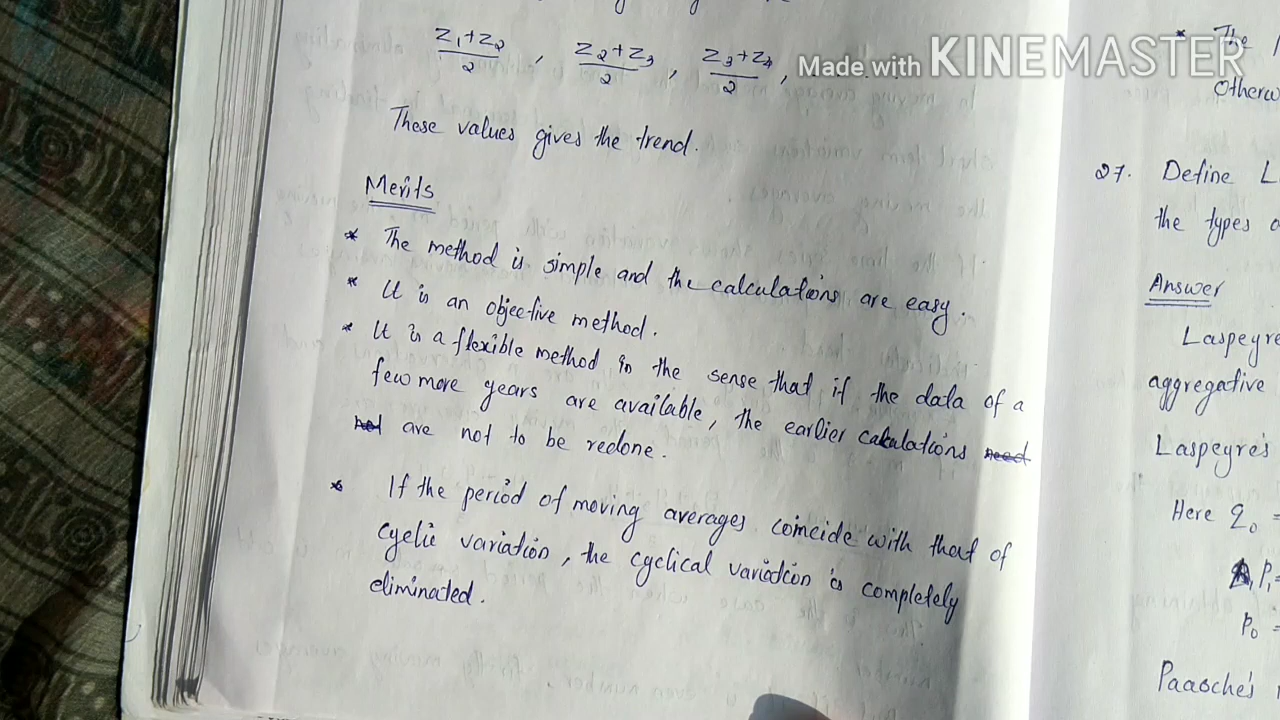 Z₁+Z₂/2 , Z₂+Z₃/2 , Z₃+Z₄/2 ,
Made with KINEMASTER
These values gives the trend.
Merits
* The method is simple and the calculations are easy.
* It is an objective method.
* It is a flexible method in the sense that if the data of a
few more years are available, the earlier calculations need
not are not to be redone.
* If the period of moving averages coincide with that of
cyclic variation, the cyclical variation is completely
eliminated.
* The
Otherw
27. Define L
the types o
Answer
Laspeyre
aggregative
Laspeyre's
Here q₀ =
P₁ =
P₀ =
Paasche's